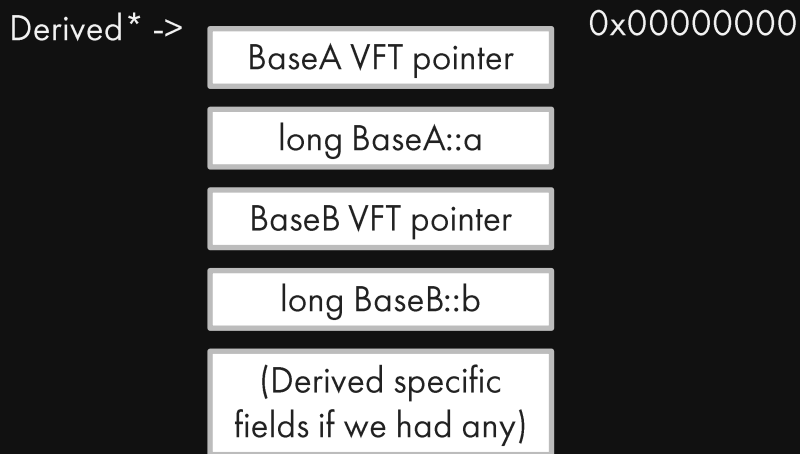 Derived* ->
0x00000000
BaseA VFT pointer
long BaseA::a
BaseB VFT pointer
long BaseB::b
(Derived specific
fields if we had any)